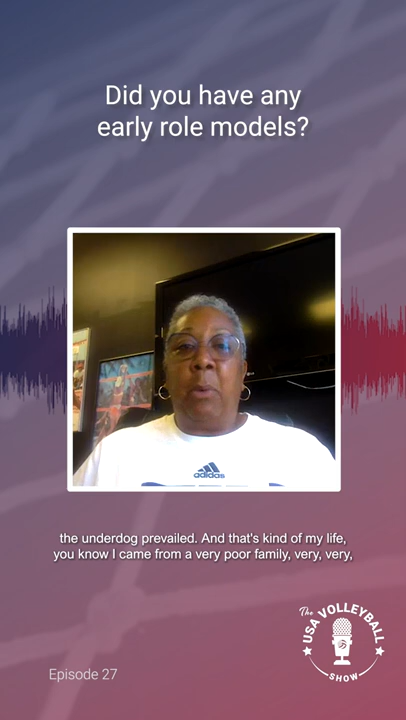 Did you have any
early role models?
adidas
the underdog prevailed. And that's kind of my life,
you know I came from a very poor family, very, very,
The
USA VOLLEYBALL
SHOW
Episode 27